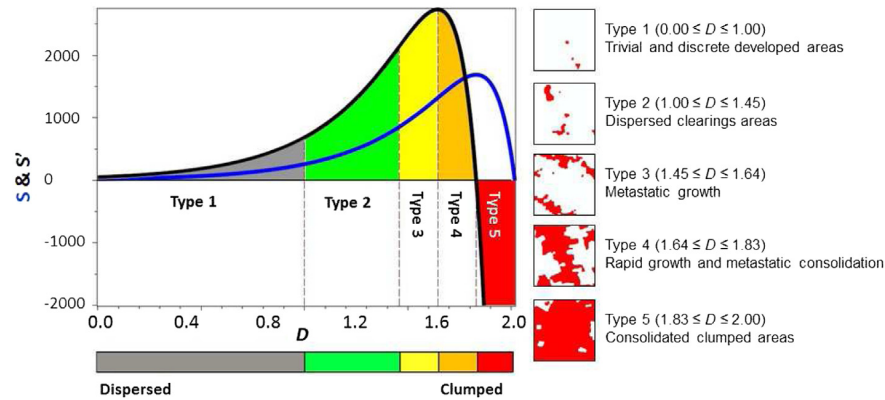 2000
1000
0
-1000
-2000
S & S'
Type 1
Type 2
Type 3
Type 4
Type 5
0.0 0.4 0.8 1.2 1.6 2.0
D
Dispersed Clumped
Type 1 (0.00 ≤ D ≤ 1.00)
Trivial and discrete developed areas
Type 2 (1.00 ≤ D ≤ 1.45)
Dispersed clearings areas
Type 3 (1.45 ≤ D ≤ 1.64)
Metastatic growth
Type 4 (1.64 ≤ D ≤ 1.83)
Rapid growth and metastatic consolidation
Type 5 (1.83 ≤ D ≤ 2.00)
Consolidated clumped areas